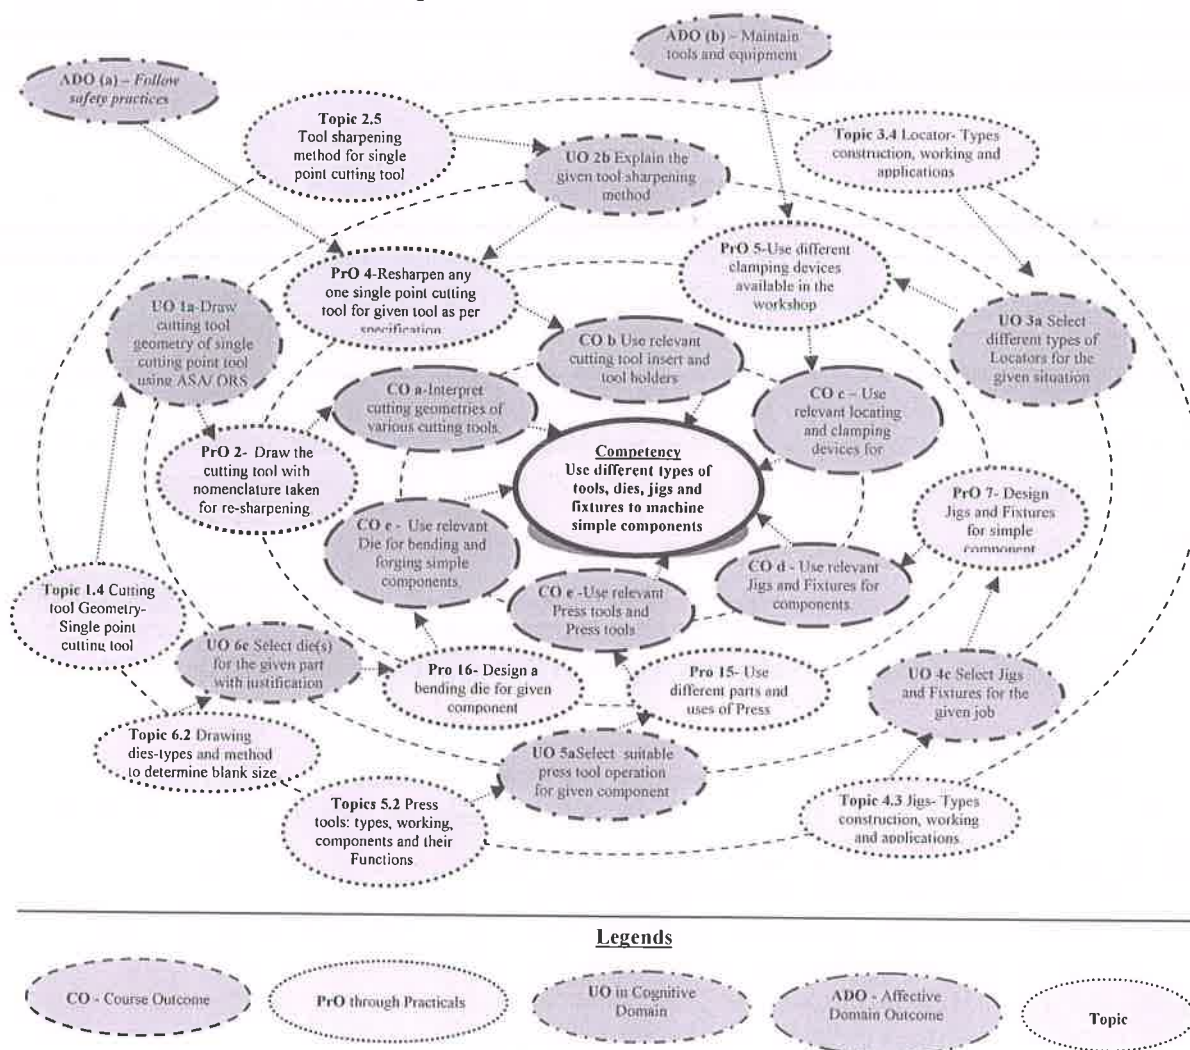 ADO (b) – Maintain
tools and equipment
ADO (a) – Follow
safety practices
Topic 2.5
Tool sharpening
method for single
point cutting tool
Topic 3.4 Locator- Types
construction, working and
applications
UO 2b Explain the
given tool sharpening
method
PrO 4-Resharpen any
one single point cutting
tool for given tool as per
specification
PrO 5-Use different
clamping devices
available in the
workshop
UO 1a-Draw
cutting tool
geometry of single
cutting point tool
using ASA/ ORS
UO 3a Select
different types of
Locators for the
given situation
CO b Use relevant
cutting tool insert and
tool holders
CO a-Interpret
cutting geometries of
various cutting tools.
CO c – Use
relevant locating
and clamping
devices for
PrO 2- Draw the
cutting tool with
nomenclature taken
for re-sharpening
Competency
Use different types of
tools, dies, jigs and
fixtures to machine
simple components
PrO 7- Design
Jigs and Fixtures
for simple
component
CO e - Use relevant
Die for bending and
forging simple
components.
CO d - Use relevant
Jigs and Fixtures for
components.
CO e -Use relevant
Press tools and
Press tools
Topic 1.4 Cutting
tool Geometry-
Single point
cutting tool
UO 6c Select die(s)
for the given part
with justification
Pro 16- Design a
bending die for given
component
Pro 15- Use
different parts and
uses of Press
UO 4c Select Jigs
and Fixtures for the
given job
Topic 6.2 Drawing
dies-types and method
to determine blank size
UO 5aSelect suitable
press tool operation
for given component
Topics 5.2 Press
tools: types, working,
components and their
Functions
Topic 4.3 Jigs- Types
construction, working
and applications
Legends
CO - Course Outcome
PrO through Practicals
UO in Cognitive
Domain
ADO - Affective
Domain Outcome
Topic